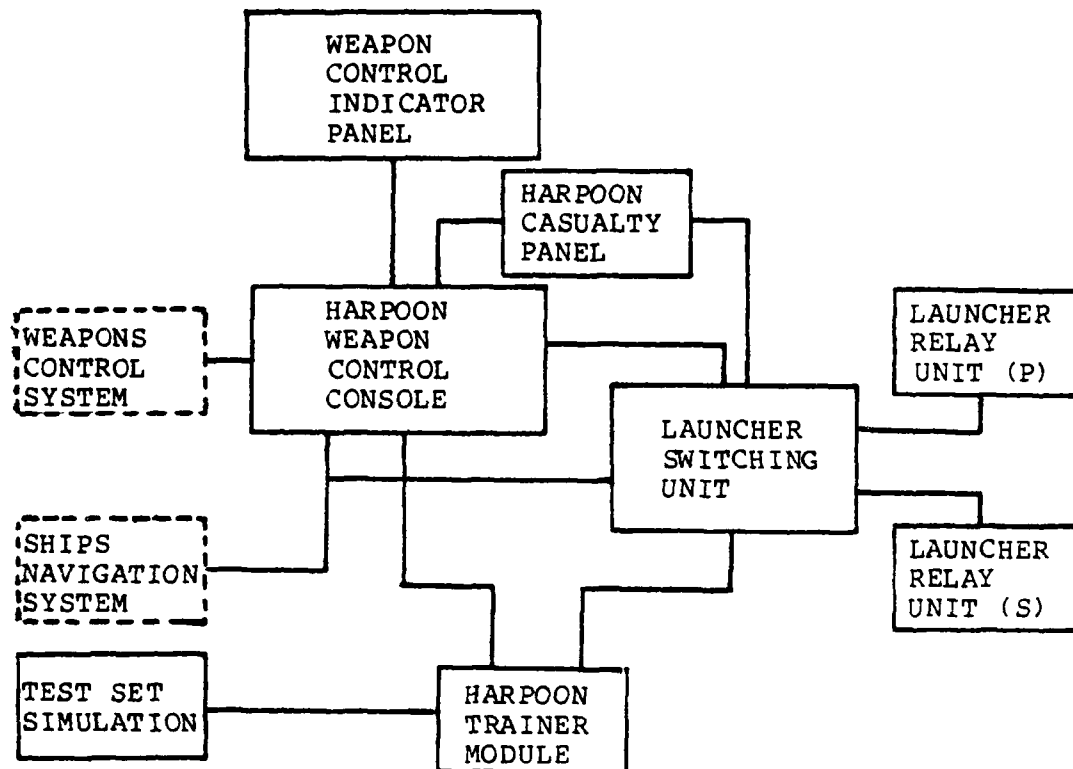 WEAPON
CONTROL
INDICATOR
PANEL
HARPOON
CASUALTY
PANEL
HARPOON
WEAPON
CONTROL
CONSOLE
WEAPONS
CONTROL
SYSTEM
LAUNCHER
RELAY
UNIT (P)
LAUNCHER
SWITCHING
UNIT
SHIPS
NAVIGATION
SYSTEM
LAUNCHER
RELAY
UNIT (S)
TEST SET
SIMULATION
HARPOON
TRAINER
MODULE